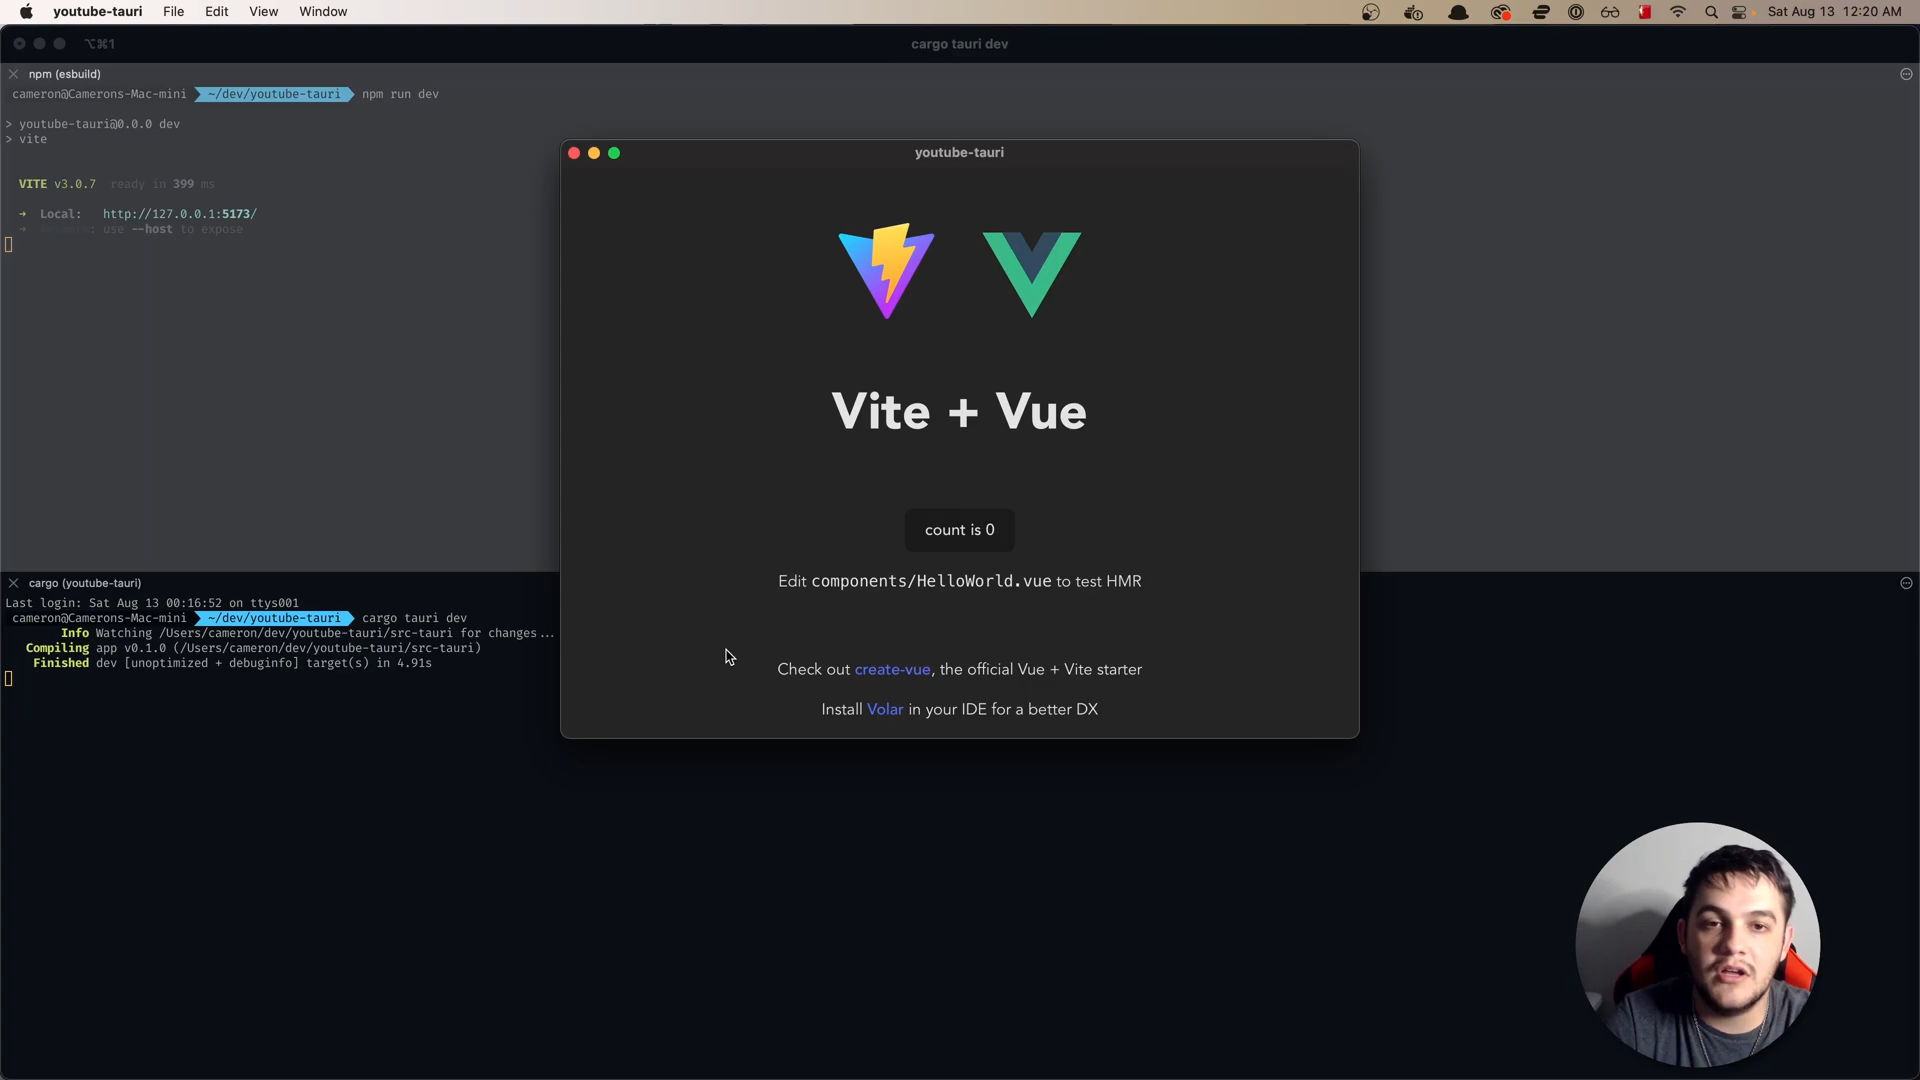 youtube-tauri File Edit View Window Sat Aug 13 12:20 AM
⌥⌘1 cargo tauri dev
npm (esbuild)
cameron@Camerons-Mac-mini ~/dev/youtube-tauri npm run dev
> youtube-tauri@0.0.0 dev
> vite
VITE v3.0.7 ready in 399 ms
➜ Local: http://127.0.0.1:5173/
➜ Network: use --host to expose
youtube-tauri
Vite + Vue
count is 0
Edit components/HelloWorld.vue to test HMR
Check out create-vue, the official Vue + Vite starter
Install Volar in your IDE for a better DX
cargo (youtube-tauri)
Last login: Sat Aug 13 00:16:52 on ttys001
cameron@Camerons-Mac-mini ~/dev/youtube-tauri cargo tauri dev
Info Watching /Users/cameron/dev/youtube-tauri/src-tauri for changes...
Compiling app v0.1.0 (/Users/cameron/dev/youtube-tauri/src-tauri)
Finished dev [unoptimized + debuginfo] target(s) in 4.91s